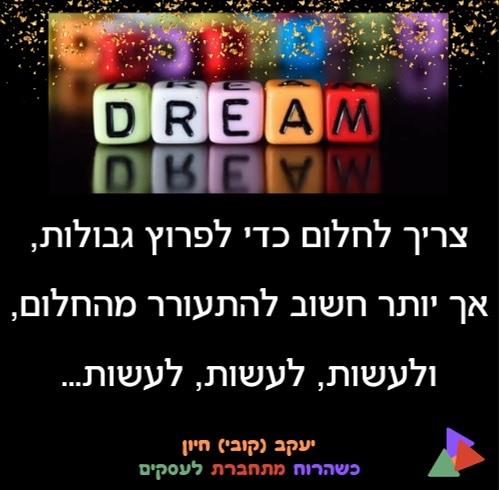 DREAM
צריך לחלום כדי לפרוץ גבולות,
אך יותר חשוב להתעורר מהחלום,
ולעשות, לעשות, לעשות...
יעקב (קובי) חיון
כשהרוח מתחברת לעסקים